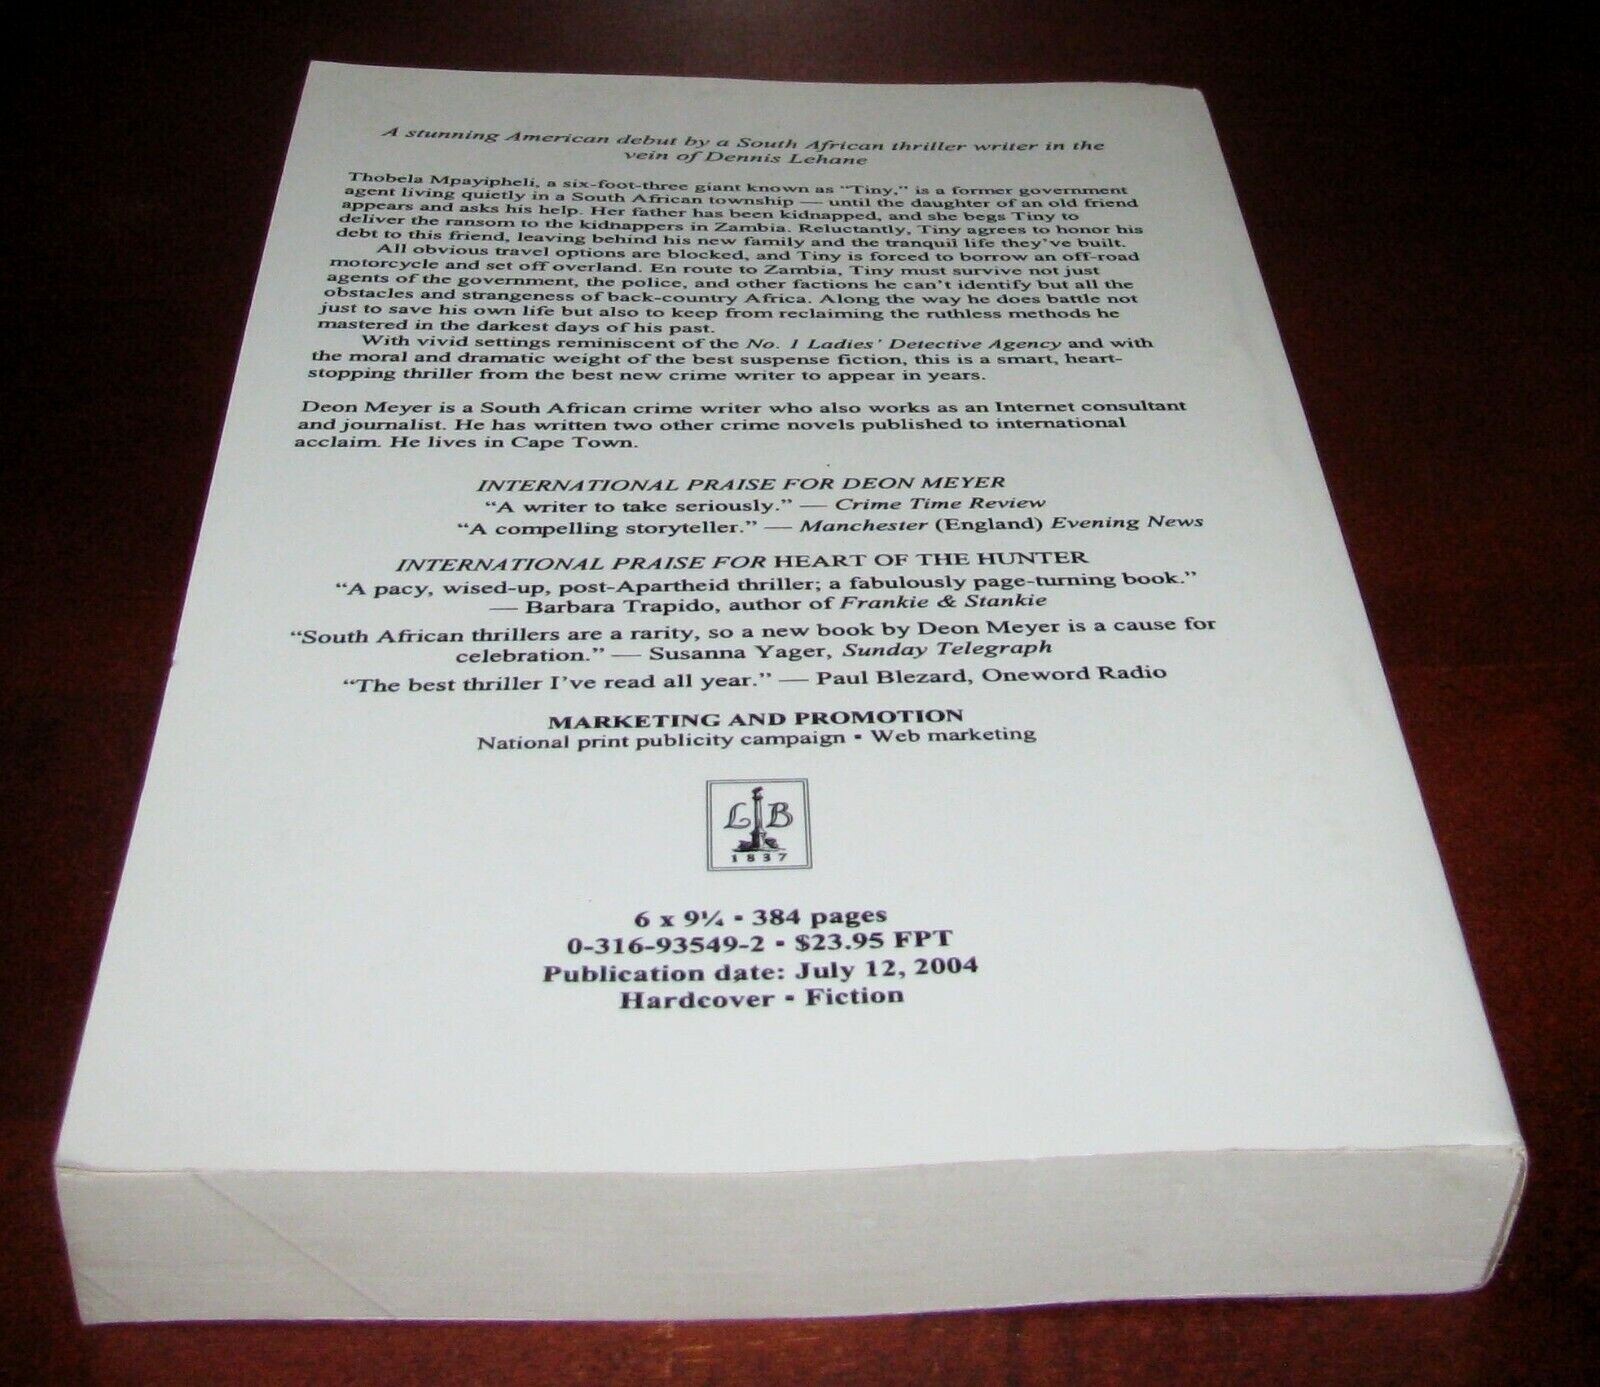 A stunning American debut by a South African thriller writer in the
vein of Dennis Lehane
Thobela Mpayipheli, a six-foot-three giant known as "Tiny," is a former government
agent living quietly in a South African township — until the daughter of an old friend
appears and asks his help. Her father has been kidnapped, and she begs Tiny to
deliver the ransom to the kidnappers in Zambia. Reluctantly, Tiny agrees to honor his
debt to this friend, leaving behind his new family and the tranquil life they've built.
All obvious travel options are blocked, and Tiny is forced to borrow an off-road
motorcycle and set off overland. En route to Zambia, Tiny must survive not just
agents of the government, the police, and other factions he can't identify but all the
obstacles and strangeness of back-country Africa. Along the way he does battle not
just to save his own life but also to keep from reclaiming the ruthless methods he
mastered in the darkest days of his past.
With vivid settings reminiscent of the No. 1 Ladies' Detective Agency and with
the moral and dramatic weight of the best suspense fiction, this is a smart, heart-
stopping thriller from the best new crime writer to appear in years.
Deon Meyer is a South African crime writer who also works as an Internet consultant
and journalist. He has written two other crime novels published to international
acclaim. He lives in Cape Town.
INTERNATIONAL PRAISE FOR DEON MEYER
"A writer to take seriously." — Crime Time Review
"A compelling storyteller." — Manchester (England) Evening News
INTERNATIONAL PRAISE FOR HEART OF THE HUNTER
"A pacy, wised-up, post-Apartheid thriller; a fabulously page-turning book."
— Barbara Trapido, author of Frankie & Stankie
"South African thrillers are a rarity, so a new book by Deon Meyer is a cause for
celebration." — Susanna Yager, Sunday Telegraph
"The best thriller I've read all year." — Paul Blezard, Oneword Radio
MARKETING AND PROMOTION
National print publicity campaign ▪ Web marketing
L B
1837
6 x 9¼ ▪ 384 pages
0-316-93549-2 ▪ $23.95 FPT
Publication date: July 12, 2004
Hardcover ▪ Fiction